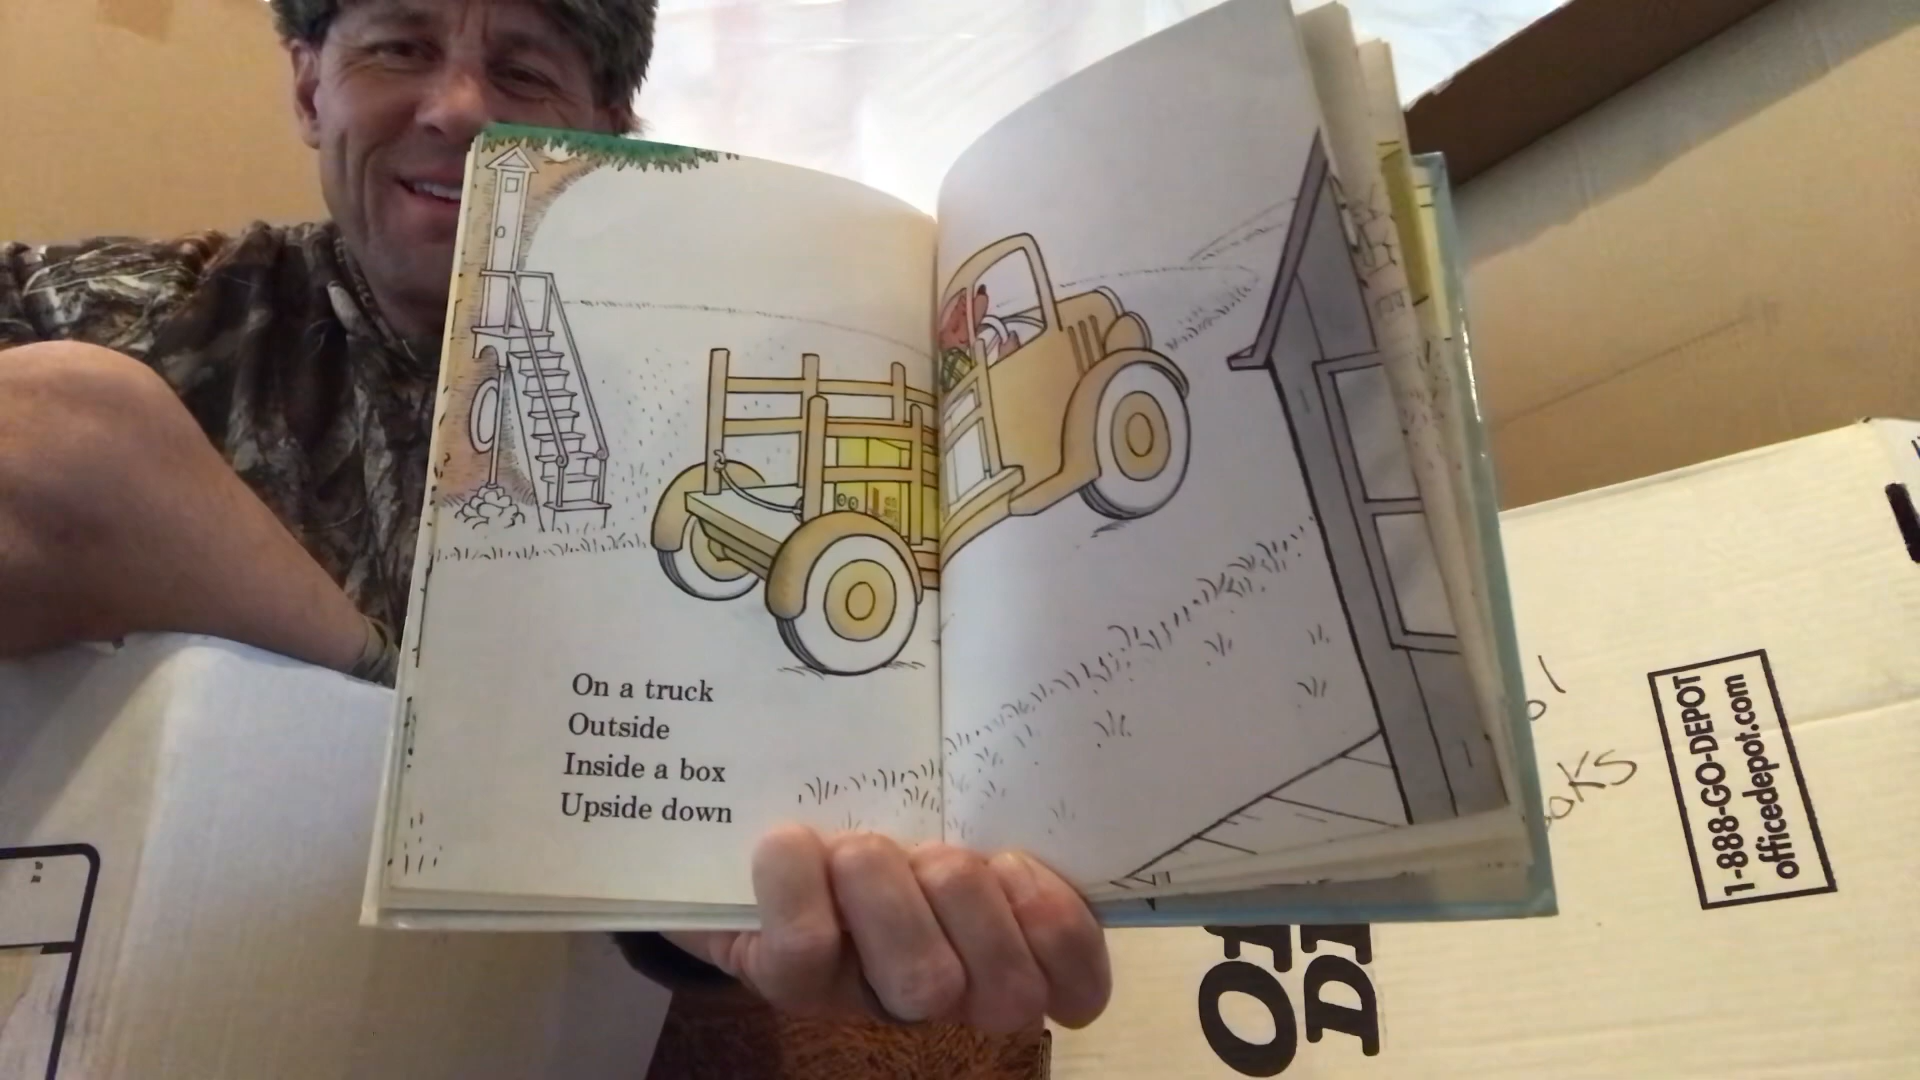 On a truck
Outside
Inside a box
Upside down
1-888-GO-DEPOT
officedepot.com